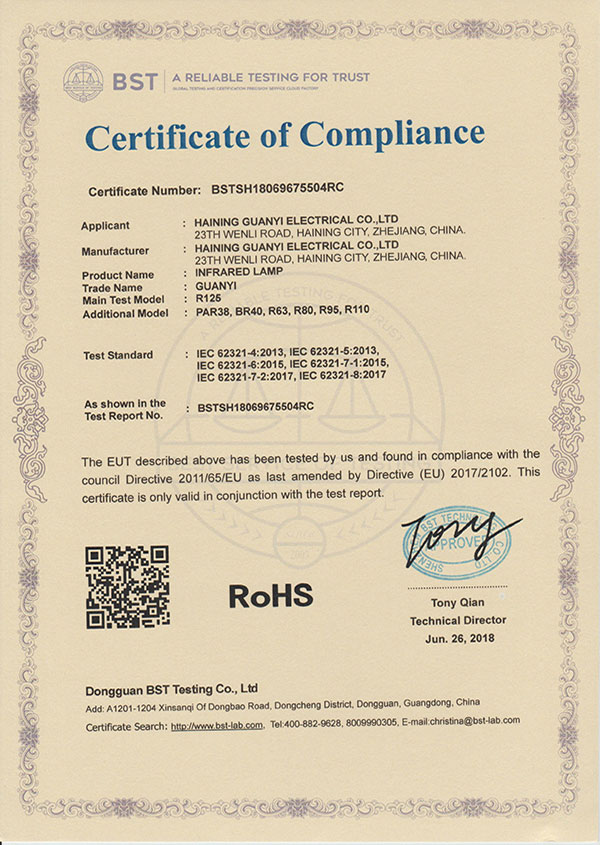 BST A RELIABLE TESTING FOR TRUST
GLOBAL TESTING AND CERTIFICATION PRECISION SERVICE CLOUD FACTORY
Certificate of Compliance
Certificate Number: BSTSH18069675504RC
Applicant : HAINING GUANYI ELECTRICAL CO.,LTD
23TH WENLI ROAD, HAINING CITY, ZHEJIANG, CHINA.
Manufacturer : HAINING GUANYI ELECTRICAL CO.,LTD
23TH WENLI ROAD, HAINING CITY, ZHEJIANG, CHINA.
Product Name : INFRARED LAMP
Trade Name : GUANYI
Main Test Model : R125
Additional Model : PAR38, BR40, R63, R80, R95, R110
Test Standard : IEC 62321-4:2013, IEC 62321-5:2013,
IEC 62321-6:2015, IEC 62321-7-1:2015,
IEC 62321-7-2:2017, IEC 62321-8:2017
As shown in the
Test Report No. : BSTSH18069675504RC
The EUT described above has been tested by us and found in compliance with the
council Directive 2011/65/EU as last amended by Directive (EU) 2017/2102. This
certificate is only valid in conjunction with the test report.
Tony
APPROVED
RoHS
Tony Qian
Technical Director
Jun. 26, 2018
Dongguan BST Testing Co., Ltd
Add: A1201-1204 Xinsanqi Of Dongbao Road, Dongcheng District, Dongguan, Guangdong, China
Certificate Search: http://www.bst-lab.com, Tel:400-882-9628, 8009990305, E-mail:christina@bst-lab.com